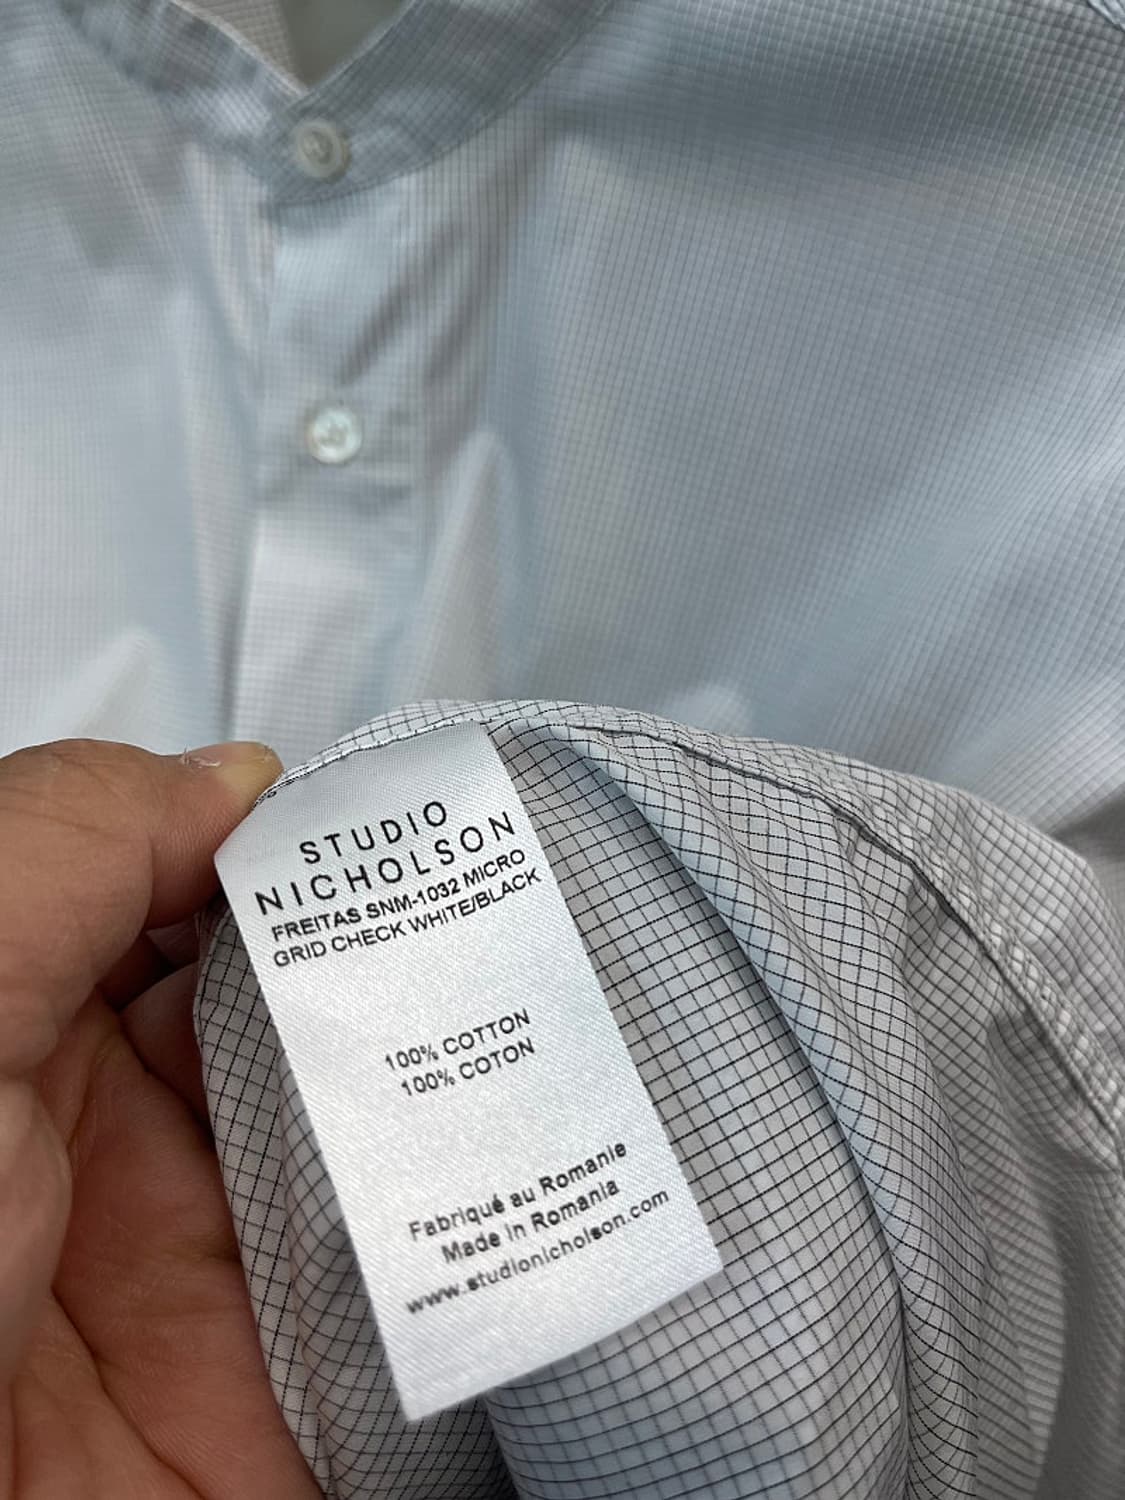 STUDIO
NICHOLSON
FREITAS SNM-1032 MICRO
GRID CHECK WHITE/BLACK
100% COTTON
100% COTON
Fabriqué au Romanie
Made in Romania
www.studionicholson.com